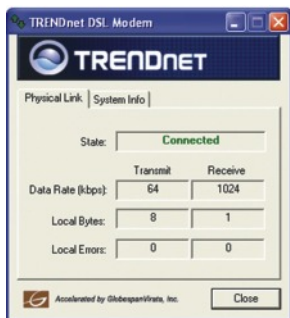 TRENDnet DSL Modem
TRENDNET
Physical Link System Info
State: Connected
Transmit Receive
Data Rate (kbps): 64 1024
Local Bytes: 8 1
Local Errors: 0 0
Accelerated by GlobespanVirata, Inc. Close